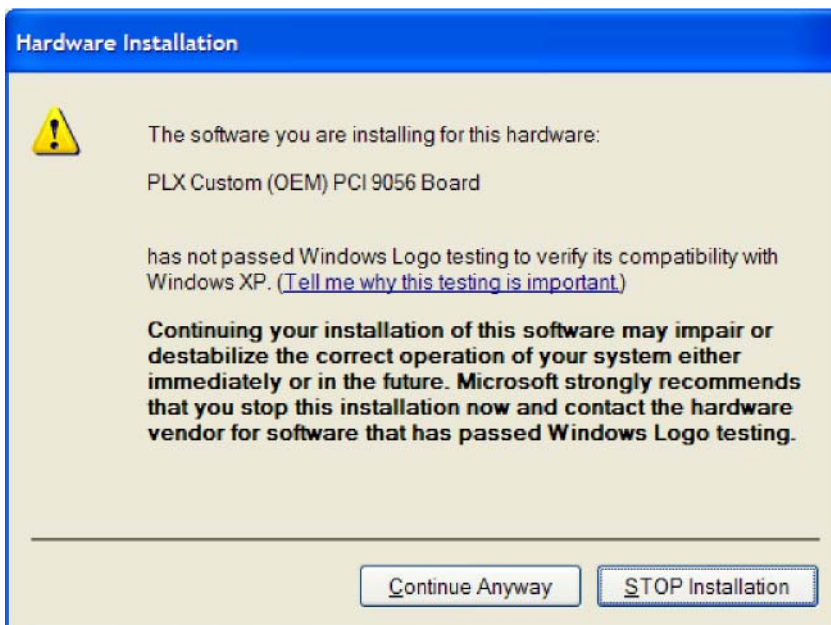 Hardware Installation
The software you are installing for this hardware:
PLX Custom (OEM) PCI 9056 Board
has not passed Windows Logo testing to verify its compatibility with
Windows XP. (Tell me why this testing is important.)
Continuing your installation of this software may impair or
destabilize the correct operation of your system either
immediately or in the future. Microsoft strongly recommends
that you stop this installation now and contact the hardware
vendor for software that has passed Windows Logo testing.
Continue Anyway
STOP Installation